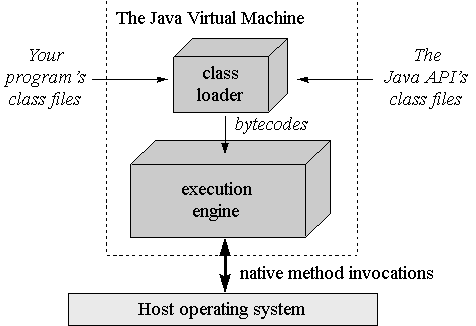 The Java Virtual Machine
Your
program's
class files
class
loader
The
Java API's
class files
bytecodes
execution
engine
native method invocations
Host operating system